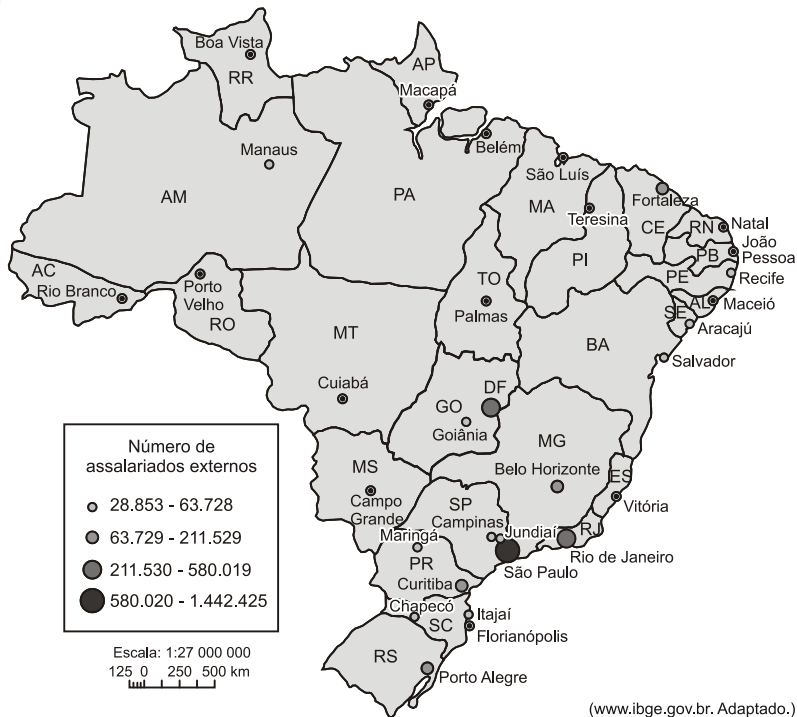 Boa Vista
RR
AP
Macapá
Manaus
Belém
AM
PA
São Luís
MA
Teresina
Fortaleza
CE
RN
Natal
PB
João
Pessoa
PI
PE
Recife
AC
Rio Branco
Porto
Velho
RO
TO
Palmas
AL
Maceió
SE
Aracajú
MT
BA
Salvador
Cuiabá
GO
DF
Goiânia
MG
Belo Horizonte
ES
Vitória
MS
Campo
Grande
SP
Campinas
Jundiaí
RJ
Rio de Janeiro
São Paulo
Maringá
PR
Curitiba
Chapecó
SC
Itajaí
Florianópolis
RS
Porto Alegre
Número de
assalariados externos
28.853 - 63.728
63.729 - 211.529
211.530 - 580.019
580.020 - 1.442.425
Escala: 1:27 000 000
125 0 250 500 km
(www.ibge.gov.br. Adaptado.)